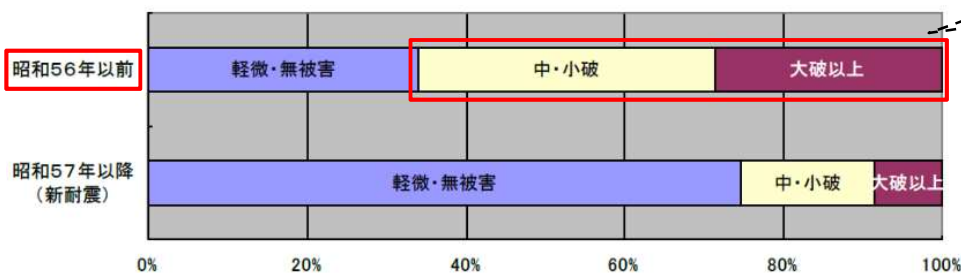 昭和56年以前
軽微・無被害
中・小破
大破以上
昭和57年以降
（新耐震）
軽微・無被害
中・小破
大破以上
0%
20%
40%
60%
80%
100%